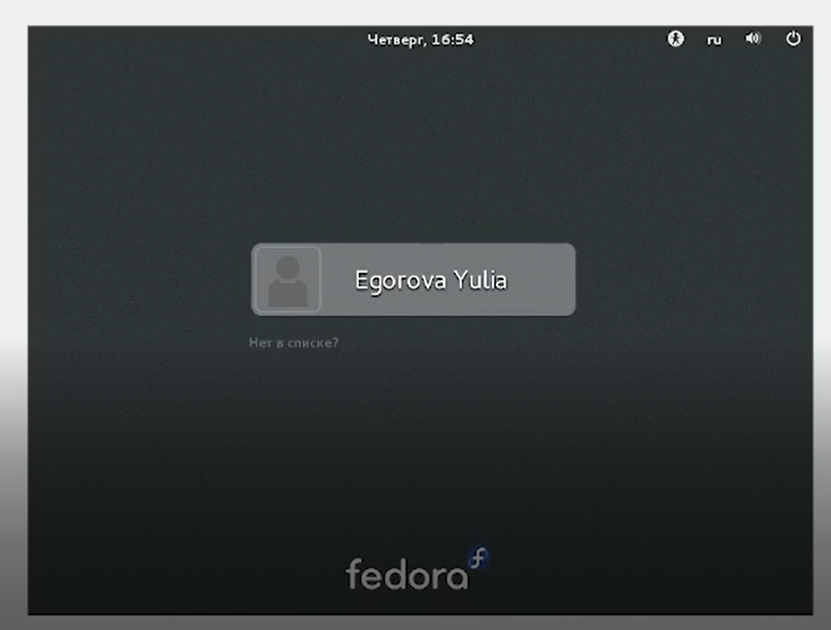 Четверг, 16:54
ru
Egorova Yulia
Нет в списке?
fedora